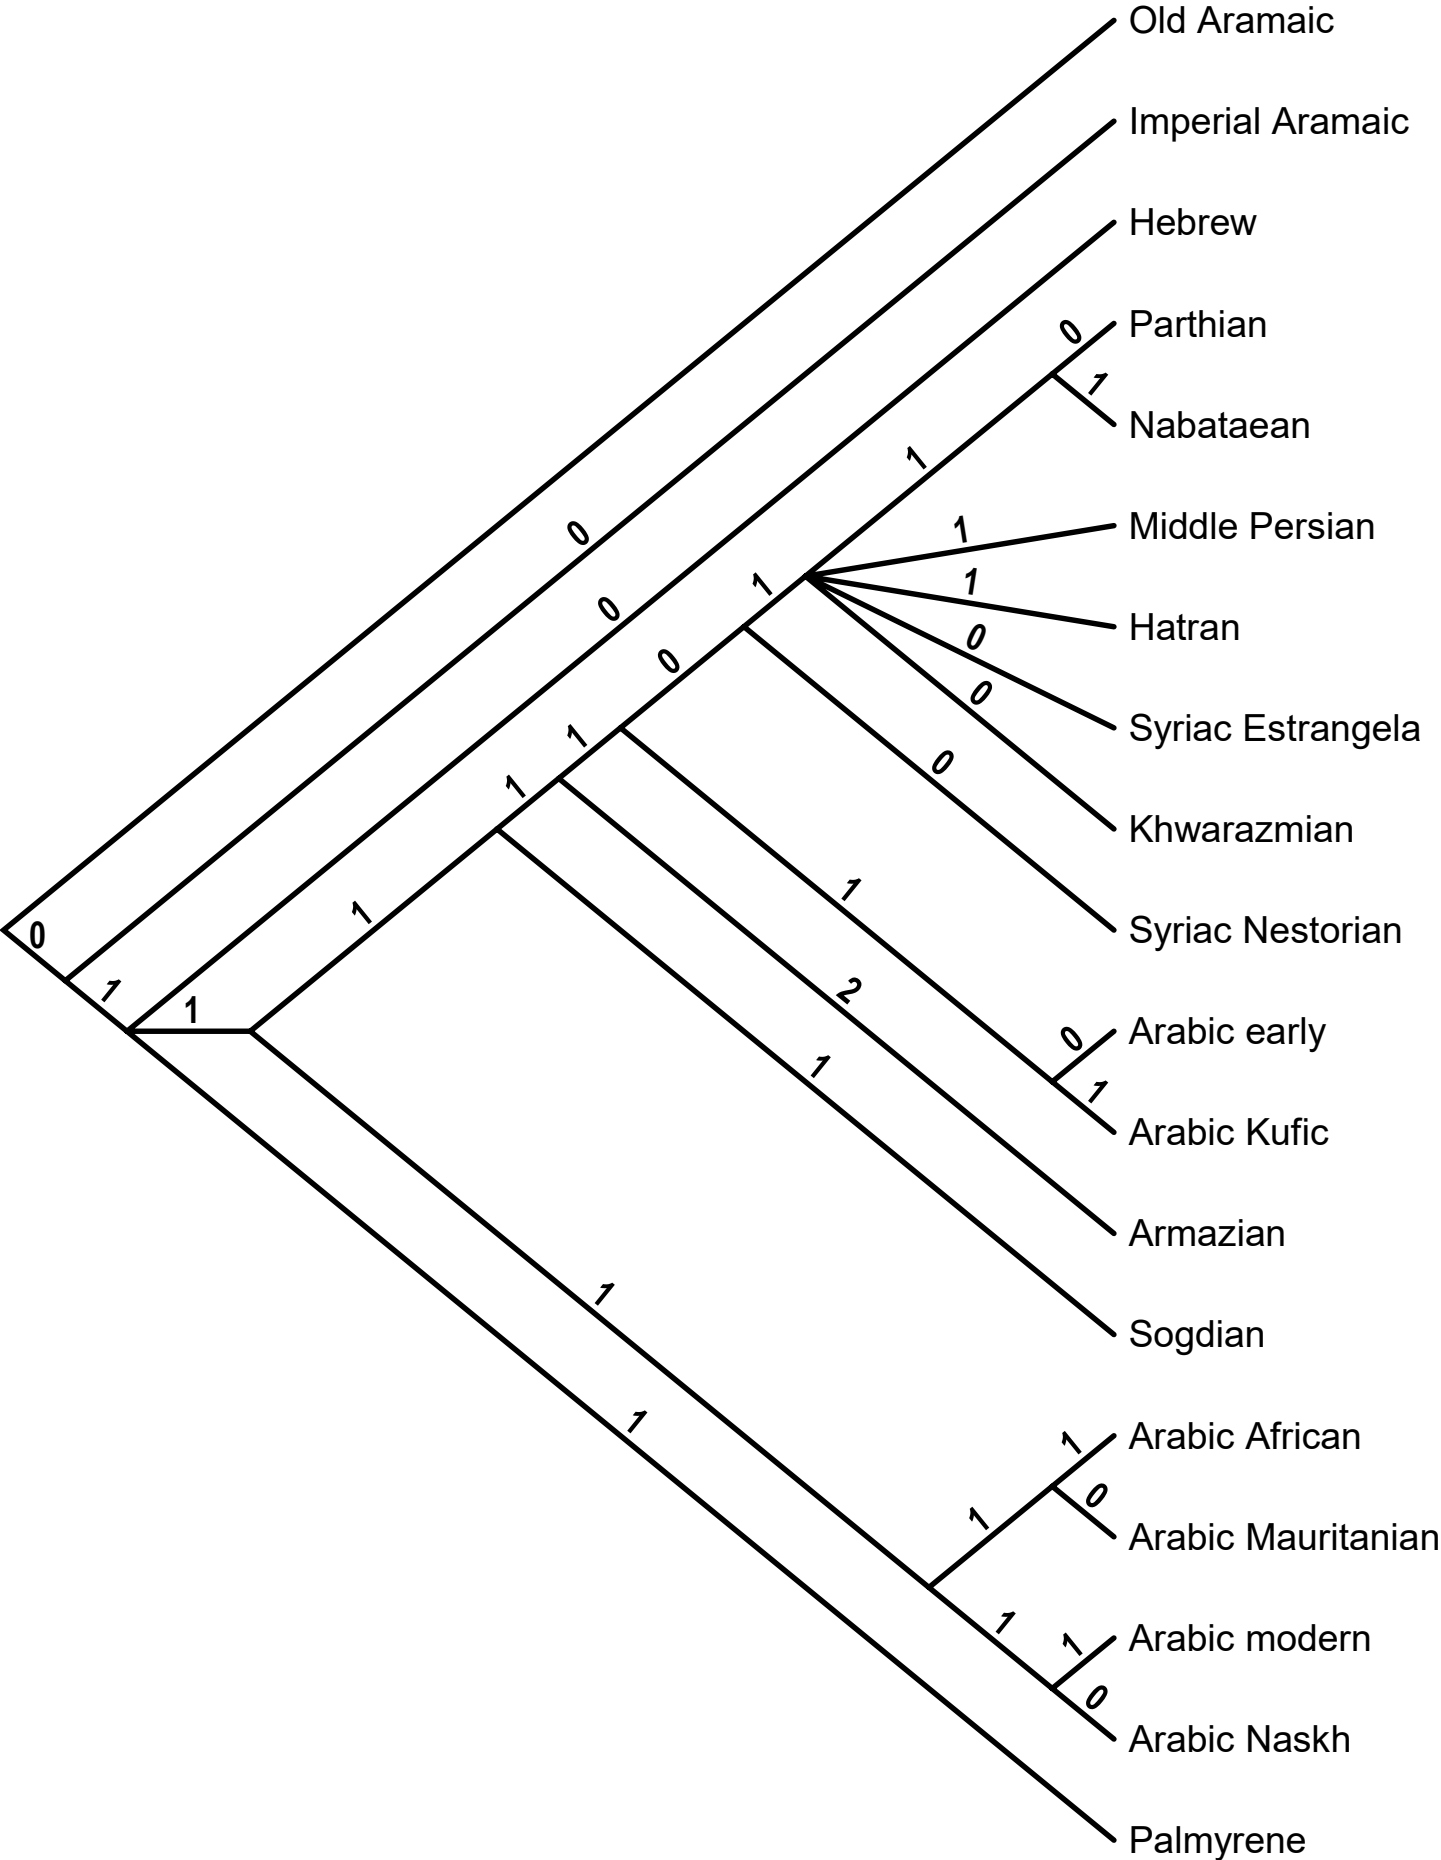 Old Aramaic
Imperial Aramaic
Hebrew
0
Parthian
1
Nabataean
1
1
Middle Persian
0
1
1
Hatran
0
0
0
Syriac Estrangela
1
0
Khwarazmian
1
0
1
0
Syriac Nestorian
1
1
2
1
0
Arabic early
1
1
Arabic Kufic
Armazian
1
Sogdian
1
1
Arabic African
1
0
Arabic Mauritanian
1
1
Arabic modern
0
Arabic Naskh
Palmyrene